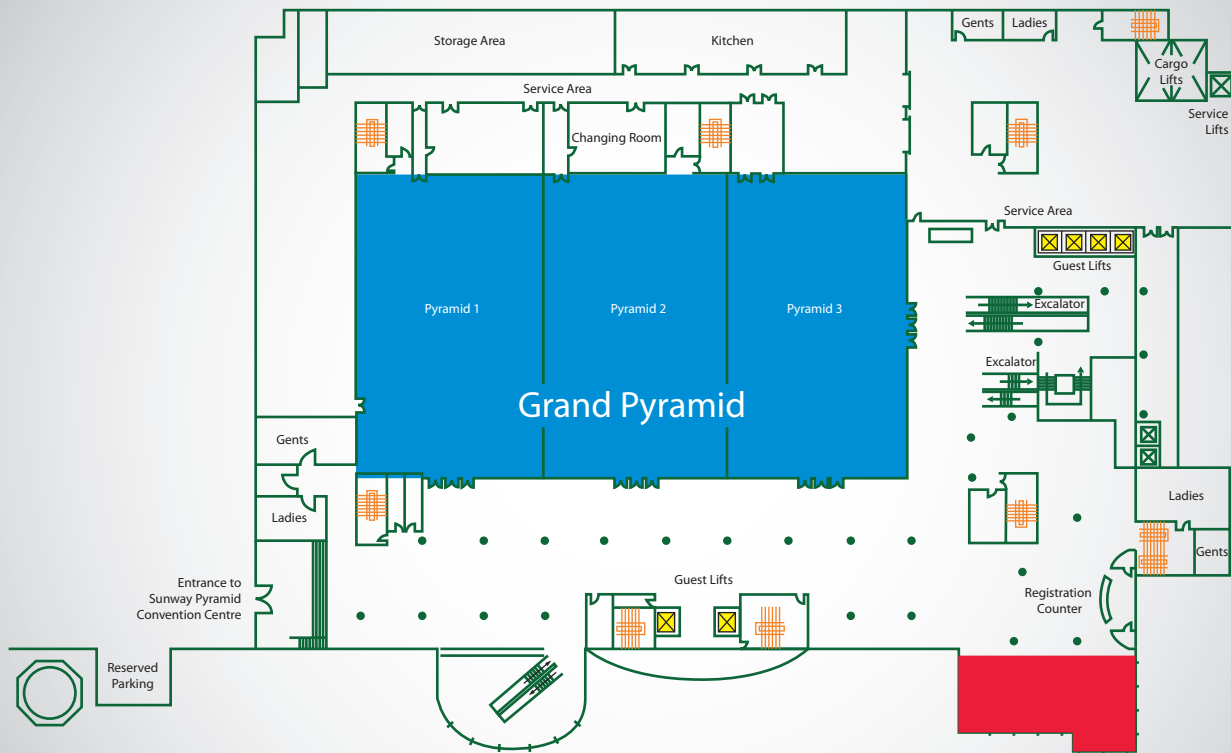 Gents
Ladies
Storage Area
Kitchen
Cargo
Lifts
Service Area
Service
Lifts
Changing Room
Service Area
Guest Lifts
Pyramid 1
Pyramid 2
Pyramid 3
Excalator
Excalator
Grand Pyramid
Gents
Ladies
Ladies
Gents
Entrance to
Sunway Pyramid
Convention Centre
Guest Lifts
Registration
Counter
Reserved
Parking